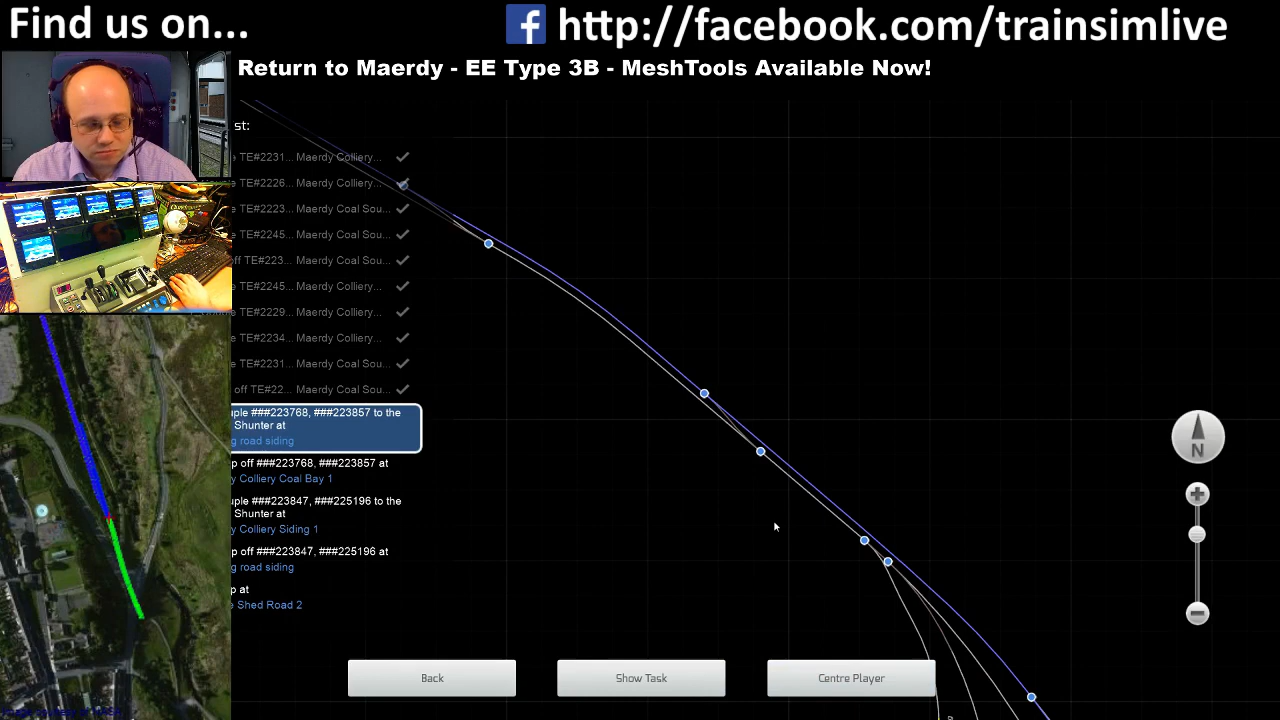 Find us on...
f http://facebook.com/trainsimlive
Return to Maerdy - EE Type 3B - MeshTools Available Now!
st:
e TE#2231... Maerdy Colliery...
e TE#2226... Maerdy Colliery...
e TE#2223... Maerdy Coal Sou...
e TE#2245... Maerdy Coal Sou...
off TE#223... Maerdy Coal Sou...
e TE#2245... Maerdy Colliery...
e TE#2229... Maerdy Colliery...
e TE#2234... Maerdy Colliery...
e TE#2231... Maerdy Coal Sou...
off TE#22... Maerdy Coal Sou...
uple ###223768, ###223857 to the
Shunter at
g road siding
p off ###223768, ###223857 at
y Colliery Coal Bay 1
uple ###223847, ###225196 to the
Shunter at
y Colliery Siding 1
p off ###223847, ###225196 at
g road siding
p at
e Shed Road 2
N
Back
Show Task
Centre Player